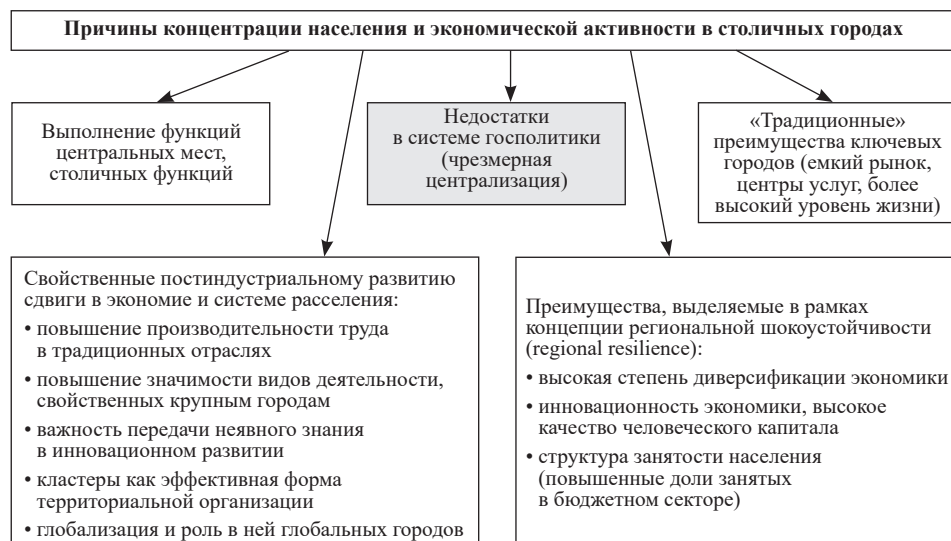 Причины концентрации населения и экономической активности в столичных городах
Выполнение функций
центральных мест,
столичных функций
Недостатки
в системе госполитики
(чрезмерная
централизация)
«Традиционные»
преимущества ключевых
городов (емкий рынок,
центры услуг, более
высокий уровень жизни)
Свойственные постиндустриальному развитию
сдвиги в экономие и системе расселения:
• повышение производительности труда
в традиционных отраслях
• повышение значимости видов деятельности,
свойственных крупным городам
• важность передачи неявного знания
в инновационном развитии
• кластеры как эффективная форма
территориальной организации
• глобализация и роль в ней глобальных городов
Преимущества, выделяемые в рамках
концепции региональной шокоустойчивости
(regional resilience):
• высокая степень диверсификации экономики
• инновационность экономики, высокое
качество человеческого капитала
• структура занятости населения
(повышенные доли занятых
в бюджетном секторе)